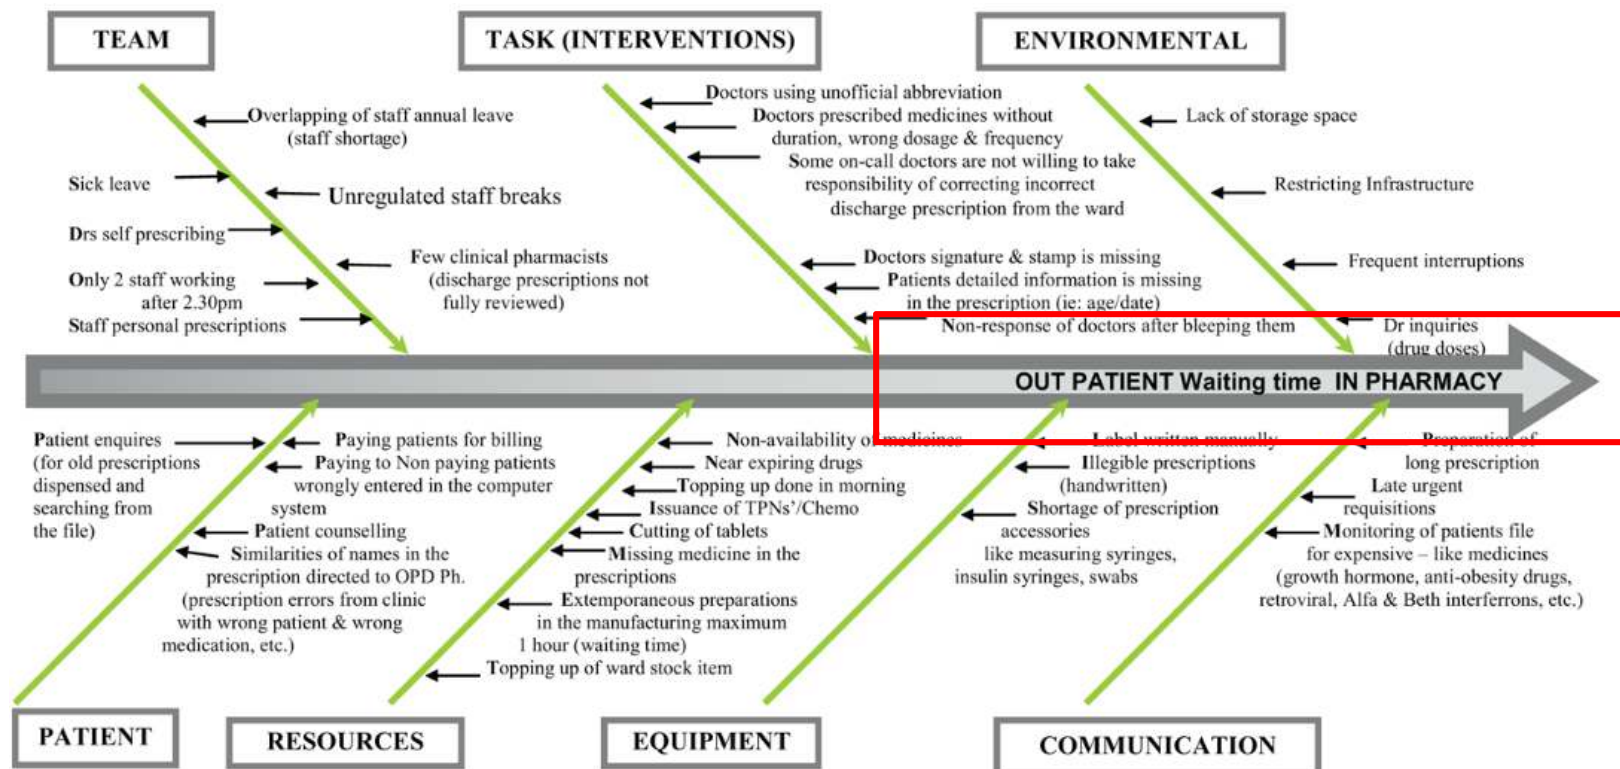 TEAM
TASK (INTERVENTIONS)
ENVIRONMENTAL
Overlapping of staff annual leave
(staff shortage)
Sick leave
Unregulated staff breaks
Drs self prescribing
Few clinical pharmacists
(discharge prescriptions not
fully reviewed)
Only 2 staff working
after 2.30pm
Staff personal prescriptions
Doctors using unofficial abbreviation
Doctors prescribed medicines without
duration, wrong dosage & frequency
Some on-call doctors are not willing to take
responsibility of correcting incorrect
discharge prescription from the ward
Doctors signature & stamp is missing
Patients detailed information is missing
in the prescription (ie: age/date)
Non-response of doctors after bleeping them
Lack of storage space
Restricting Infrastructure
Frequent interruptions
Dr inquiries
(drug doses)
OUT PATIENT Waiting time IN PHARMACY
Patient enquires
(for old prescriptions
dispensed and
searching from
the file)
Paying patients for billing
Paying to Non paying patients
wrongly entered in the computer
system
Patient counselling
Similarities of names in the
prescription directed to OPD Ph.
(prescription errors from clinic
with wrong patient & wrong
medication, etc.)
Non-availability of medicines
Near expiring drugs
Topping up done in morning
Issuance of TPNs'/Chemo
Cutting of tablets
Missing medicine in the
prescriptions
Extemporaneous preparations
in the manufacturing maximum
1 hour (waiting time)
Topping up of ward stock item
Label written manually
Illegible prescriptions
(handwritten)
Shortage of prescription
accessories
like measuring syringes,
insulin syringes, swabs
Preparation of
long prescription
Late urgent
requisitions
Monitoring of patients file
for expensive – like medicines
(growth hormone, anti-obesity drugs,
retroviral, Alfa & Beth interferrons, etc.)
PATIENT
RESOURCES
EQUIPMENT
COMMUNICATION